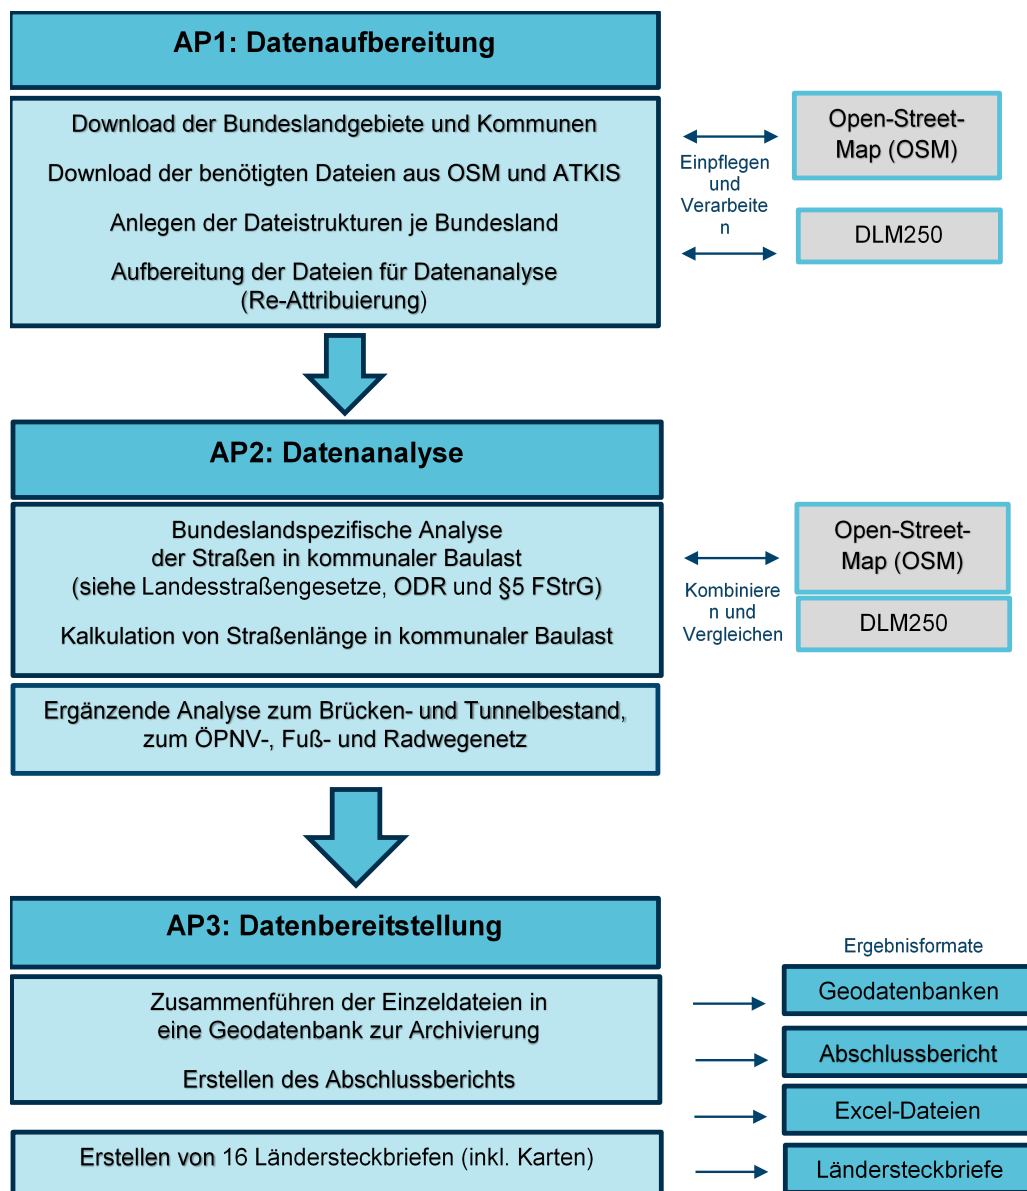 AP1: Datenaufbereitung
Download der Bundeslandgebiete und Kommunen
Download der benötigten Dateien aus OSM und ATKIS
Anlegen der Dateistrukturen je Bundesland
Aufbereitung der Dateien für Datenanalyse
(Re-Attribuierung)
Einpflegen
und
Verarbeite
n
Open-Street-
Map (OSM)
DLM250
AP2: Datenanalyse
Bundeslandspezifische Analyse
der Straßen in kommunaler Baulast
(siehe Landesstraßengesetze, ODR und §5 FStrG)
Kalkulation von Straßenlänge in kommunaler Baulast
Ergänzende Analyse zum Brücken- und Tunnelbestand,
zum ÖPNV-, Fuß- und Radwegenetz
Kombiniere
n und
Vergleichen
Open-Street-
Map (OSM)
DLM250
AP3: Datenbereitstellung
Zusammenführen der Einzeldateien in
eine Geodatenbank zur Archivierung
Erstellen des Abschlussberichts
Erstellen von 16 Ländersteckbriefen (inkl. Karten)
Ergebnisformate
Geodatenbanken
Abschlussbericht
Excel-Dateien
Ländersteckbriefe